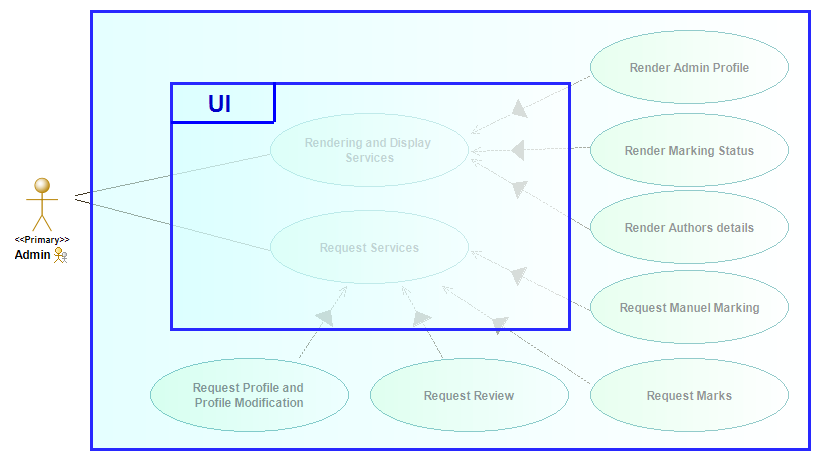 UI
Render Admin Profile
Rendering and Display
Services
Render Marking Status
<<Primary>>
Admin
Render Authors details
Request Services
Request Manuel Marking
Request Profile and
Profile Modification
Request Review
Request Marks